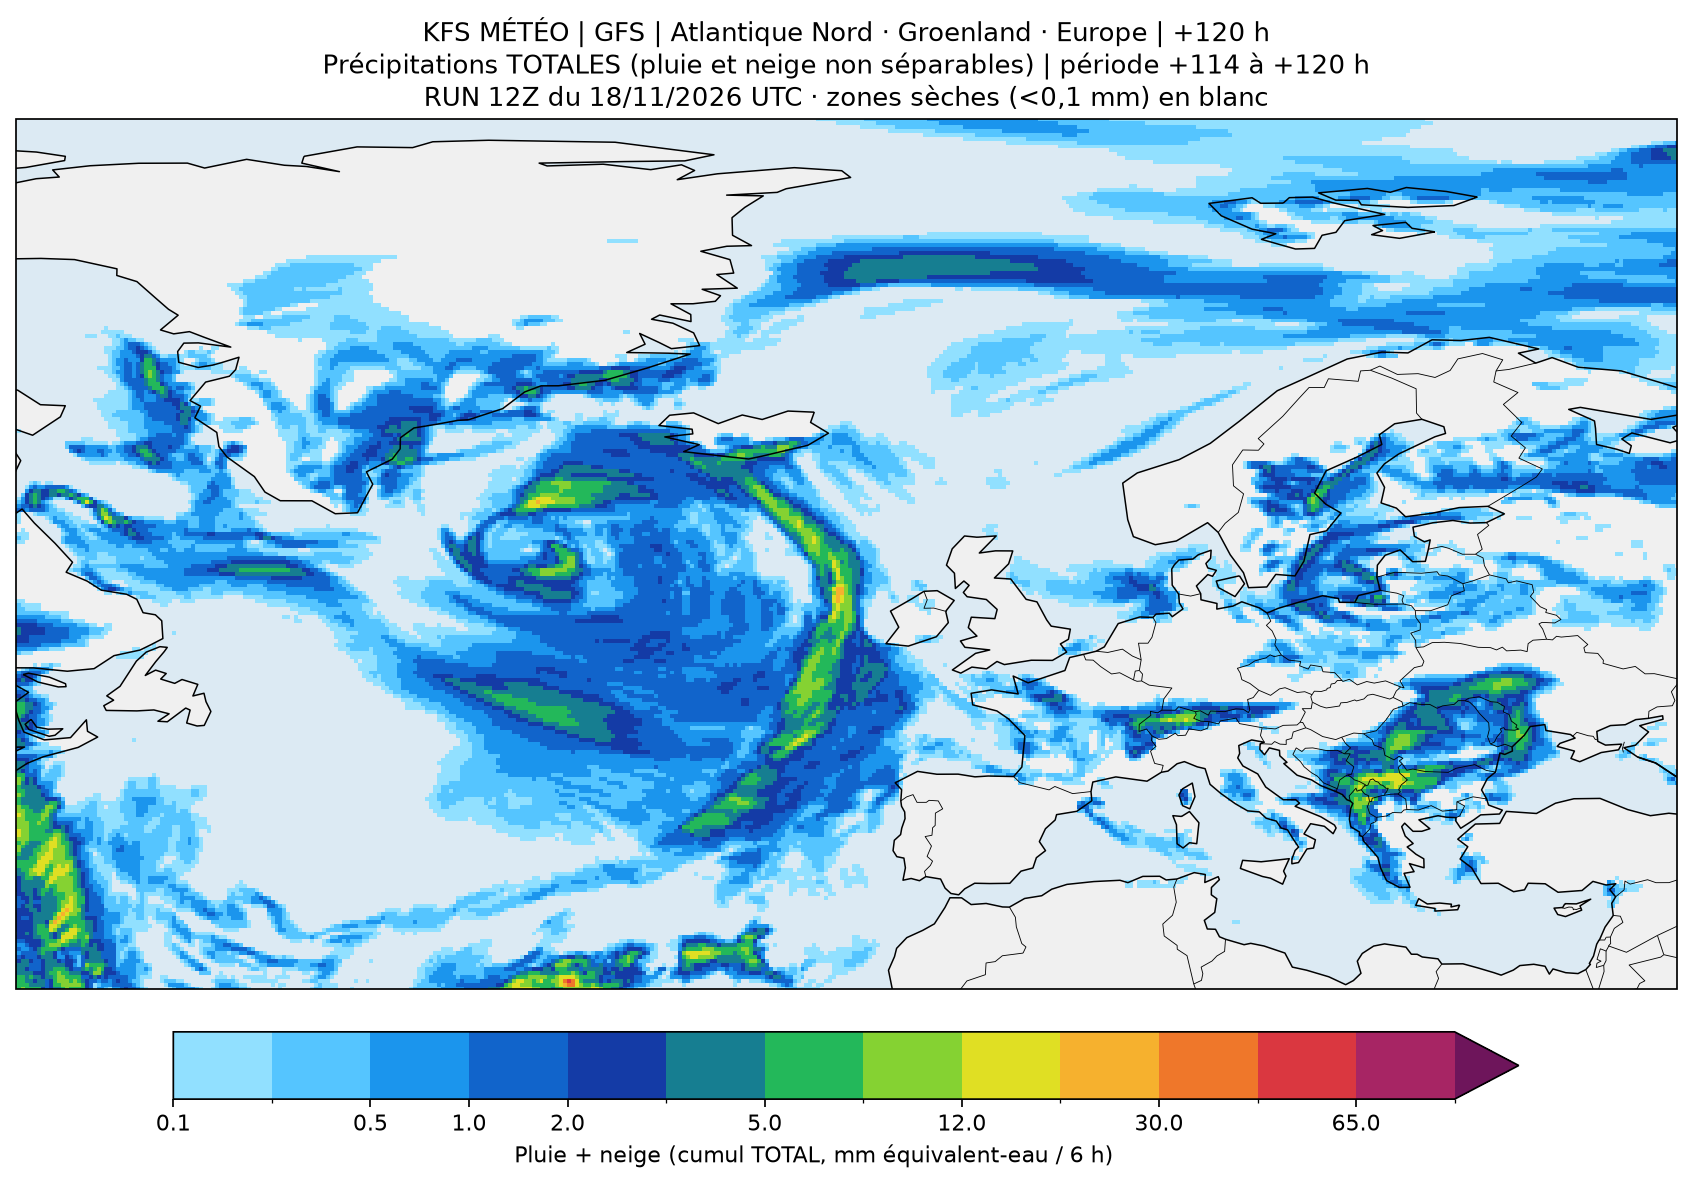 KFS MÉTÉO | GFS | Atlantique Nord · Groenland · Europe | +120 h
Précipitations TOTALES (pluie et neige non séparables) | période +114 à +120 h
RUN 12Z du 18/11/2026 UTC · zones sèches (<0,1 mm) en blanc
0.1 0.5 1.0 2.0 5.0 12.0 30.0 65.0
Pluie + neige (cumul TOTAL, mm équivalent-eau / 6 h)